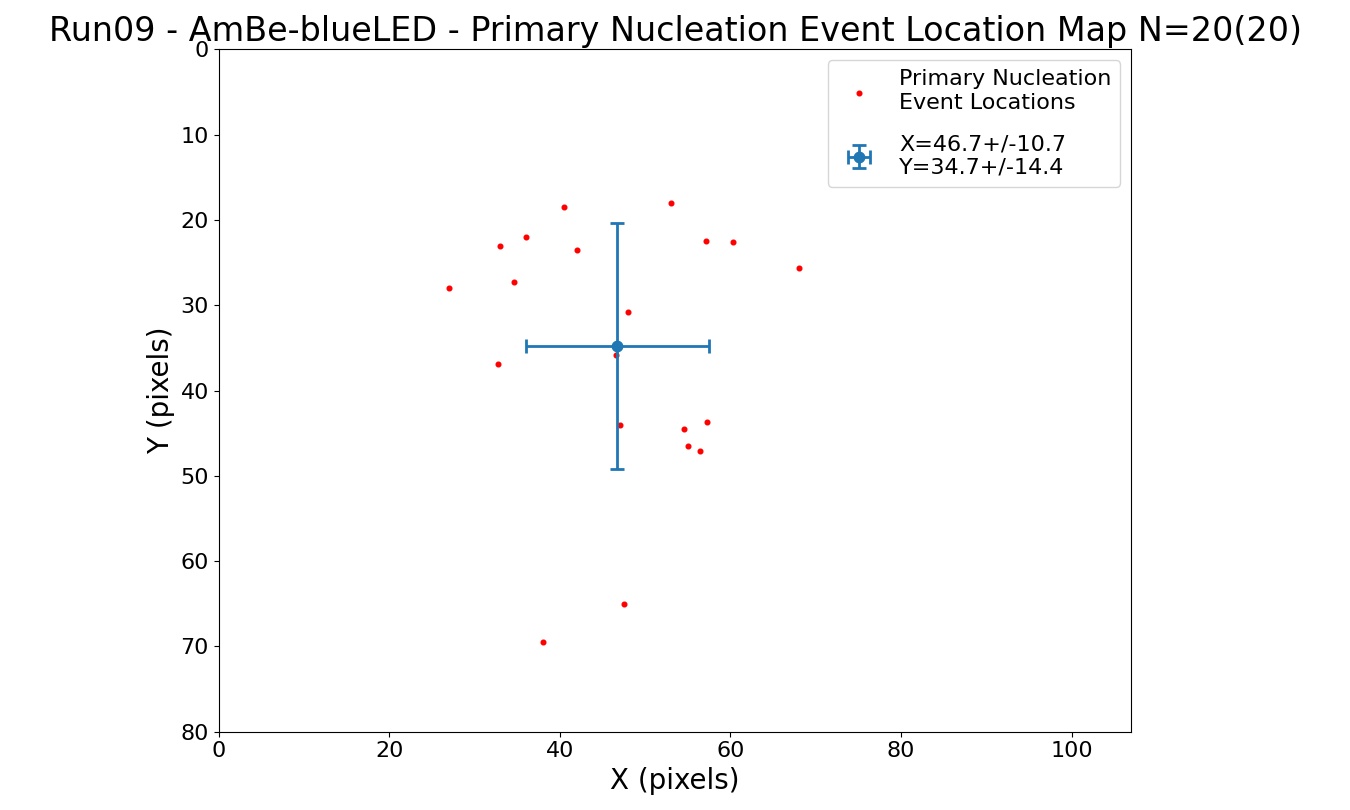 Run09 - AmBe-blueLED - Primary Nucleation Event Location Map N=20(20)
Primary Nucleation
Event Locations
X=46.7+/-10.7
Y=34.7+/-14.4
Y (pixels)
0
10
20
30
40
50
60
70
80
0 20 40 60 80 100
X (pixels)